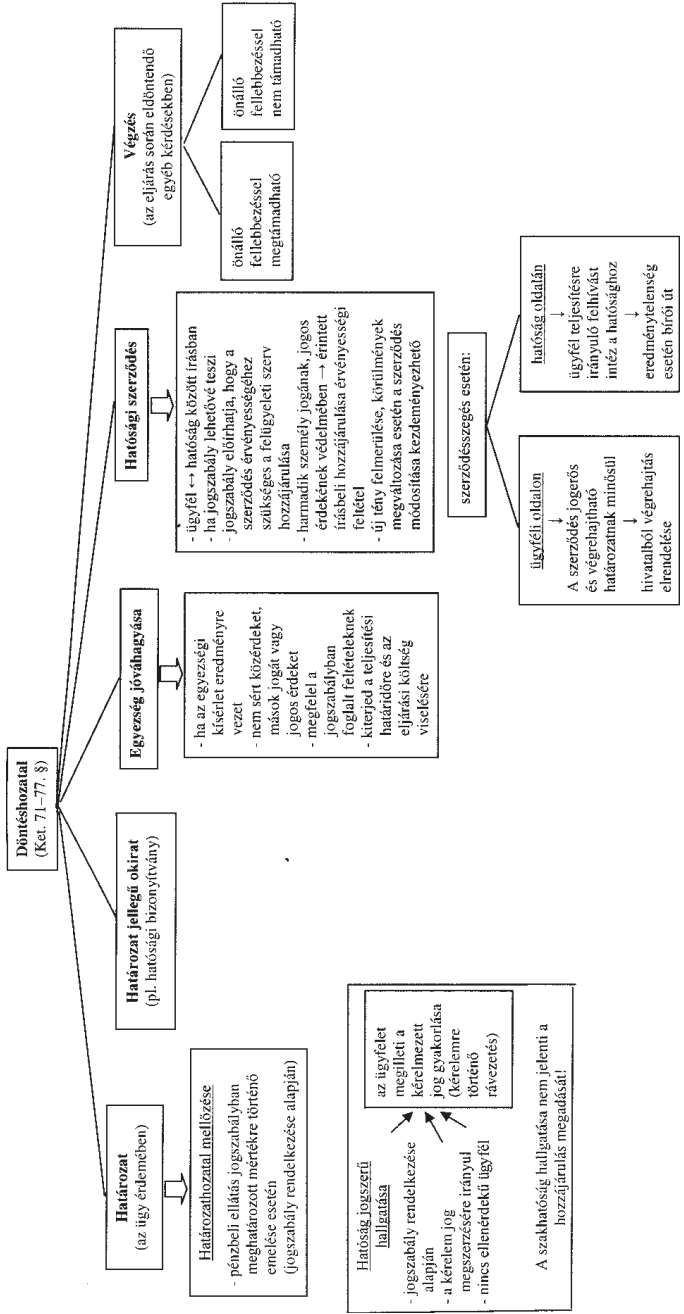 Döntéshozatal
(Ket. 71–77. §)
Határozat
(az ügy érdemében)
Határozathozatal mellőzése
- pénzbeli ellátás jogszabályban
meghatározott mértékre történő
emelése esetén
(jogszabály rendelkezése alapján)
Határozat jellegű okirat
(pl. hatósági bizonyítvány)
Egyezség jóváhagyása
- ha az egyezségi
kísérlet eredményre
vezet
- nem sért közérdeket,
mások jogát vagy
jogos érdeket
- megfelel a
jogszabályban
foglalt feltételeknek
- kiterjed a teljesítési
határidőre és az
eljárási költség
viselésére
Hatósági szerződés
- ügyfél ↔ hatóság között írásban
- ha jogszabály lehetővé teszi
- jogszabály előírhatja, hogy a
szerződés érvényességéhez
szükséges a felügyeleti szerv
hozzájárulása
- harmadik személy jogának, jogos
érdekének védelmében → érintett
írásbeli hozzájárulása érvényességi
feltétel
- új tény felmerülése, körülmények
megváltozása esetén a szerződés
módosítása kezdeményezhető
Végzés
(az eljárás során eldöntendő
egyéb kérdésekben)
önálló
fellebbezéssel
megtámadható
önálló
fellebbezéssel
nem támadható
Hatóság jogszerű
hallgatása
- jogszabály rendelkezése
alapján
- a kérelem jog
megszerzésére irányul
- nincs ellenérdekű ügyfél
az ügyfelet
megilleti a
kérelmezett
jog gyakorlása
(kérelemre
történő
rávezetés)
A szakhatóság hallgatása nem jelenti a
hozzájárulás megadását!
szerződésszegés esetén:
ügyféli oldalon
↓
A szerződés jogerős
és végrehajtható
határozatnak minősül
↓
hivatalból végrehajtás
elrendelése
hatóság oldalán
↓
ügyfél teljesítésre
irányuló felhívást
intéz a hatósághoz
↓
eredménytelenség
esetén bírói út